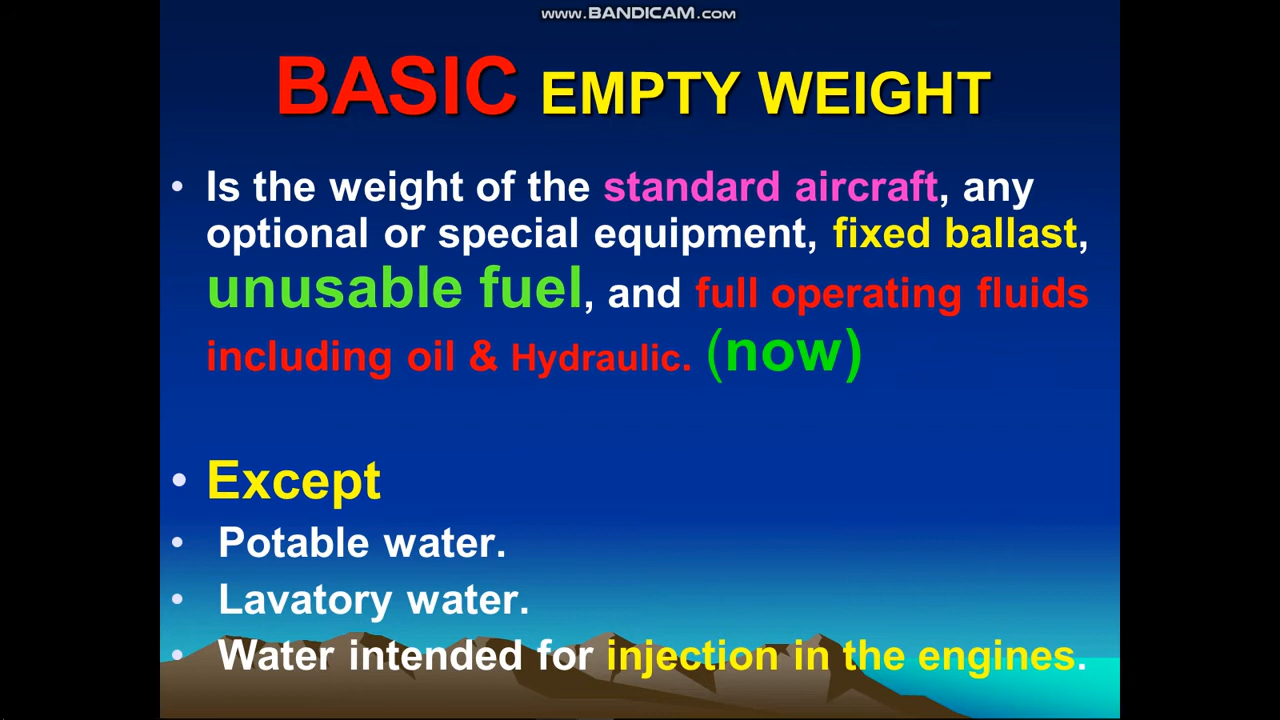 www.BANDICAM.com
BASIC EMPTY WEIGHT
• Is the weight of the standard aircraft, any
optional or special equipment, fixed ballast,
unusable fuel, and full operating fluids
including oil & Hydraulic. (now)
• Except
• Potable water.
• Lavatory water.
• Water intended for injection in the engines.